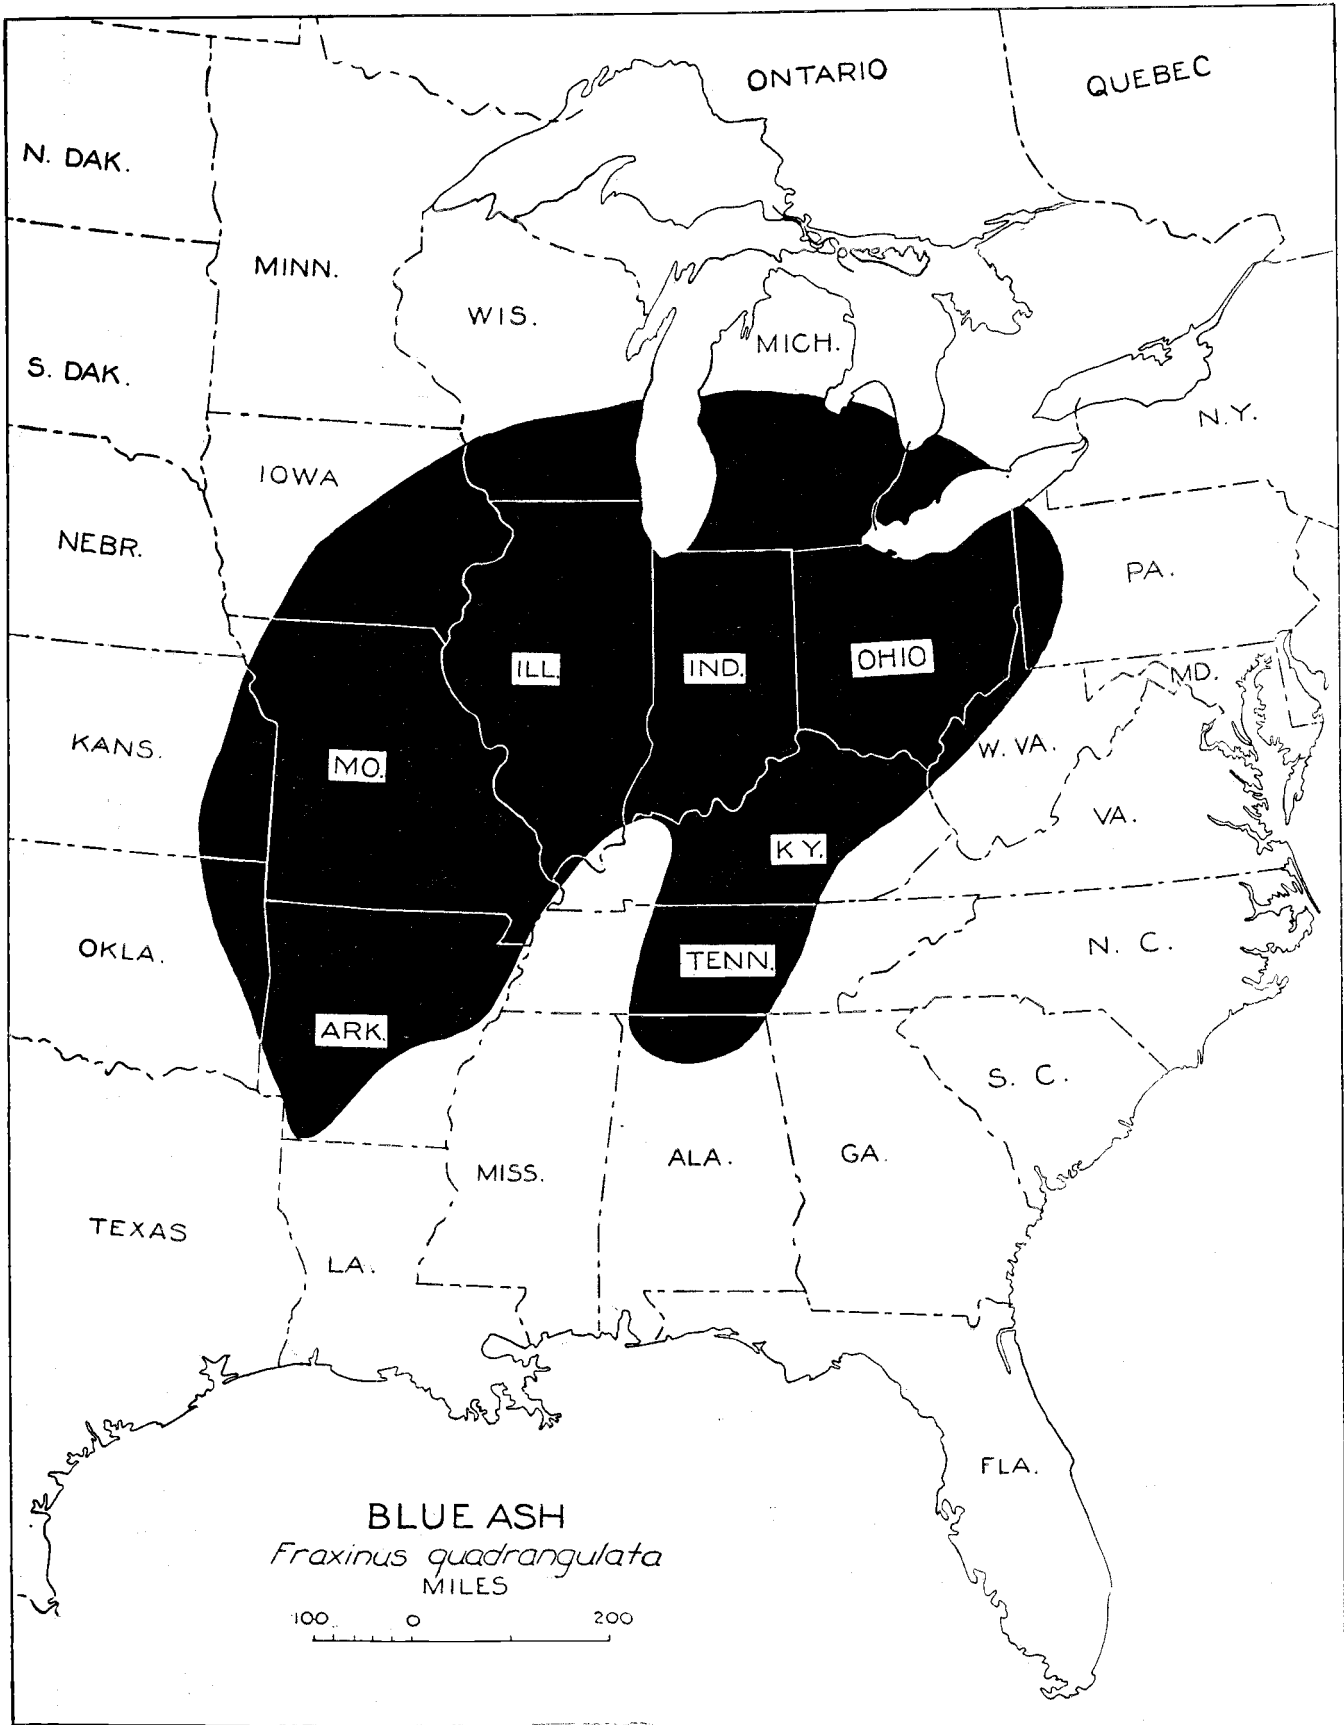 ONTARIO
QUEBEC
N. DAK.
MINN.
WIS.
MICH.
S. DAK.
N.Y.
IOWA
NEBR.
PA.
ILL.
IND.
OHIO
MD.
KANS.
MO.
W. VA.
VA.
KY.
OKLA.
TENN.
N. C.
ARK.
S. C.
MISS.
ALA.
GA.
TEXAS
LA.
FLA.
BLUE ASH
Fraxinus quadrangulata
MILES
100 0 200